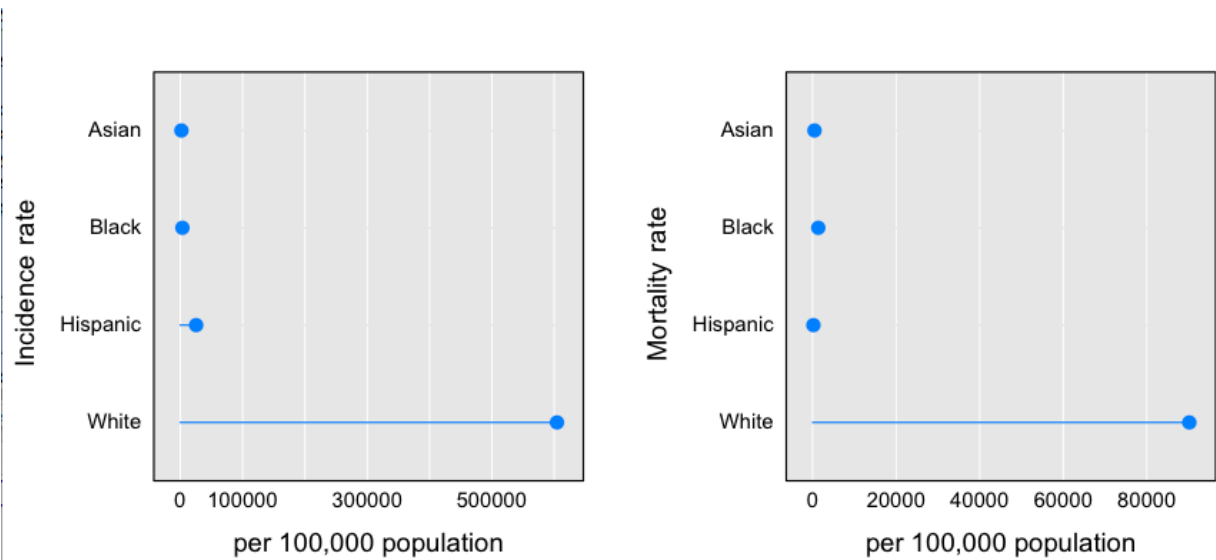 Incidence rate
Asian
Black
Hispanic
White
0 100000 300000 500000
per 100,000 population
Mortality rate
Asian
Black
Hispanic
White
0 20000 40000 60000 80000
per 100,000 population